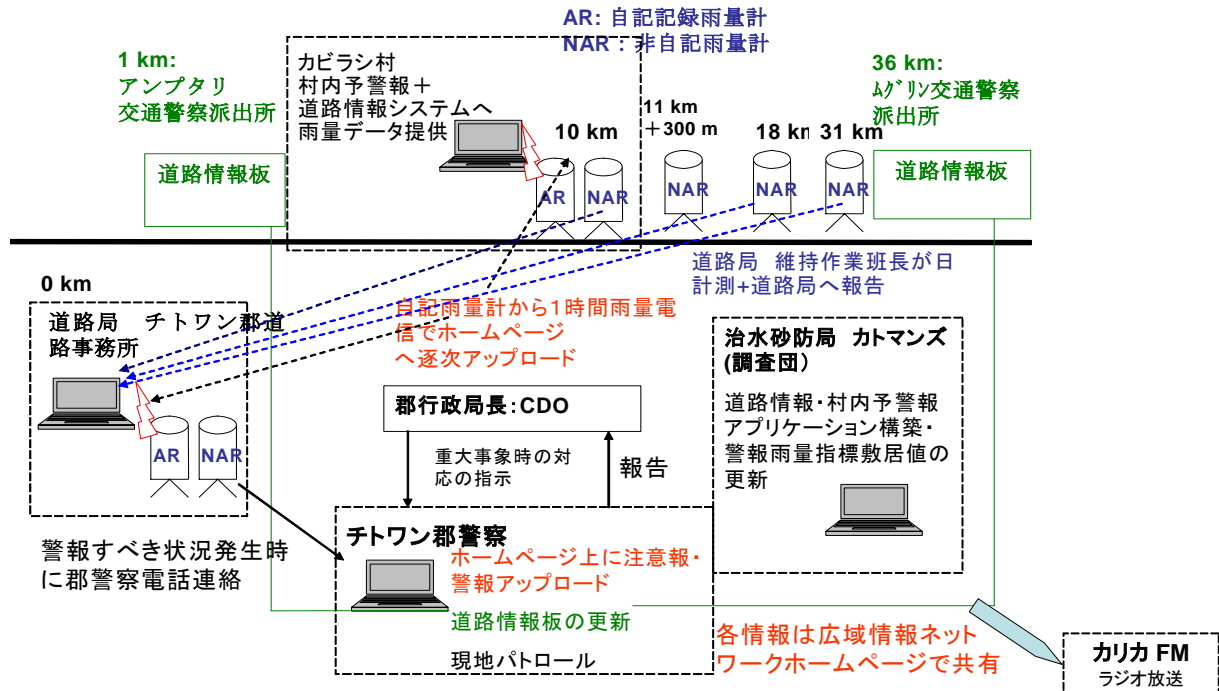 AR: 自記記録雨量計
NAR : 非自記雨量計
1 km:
アンプタリ
交通警察派出所
カビラシ村
村内予警報＋
道路情報システムへ
雨量データ提供
36 km:
ﾑｸﾞﾘﾝ交通警察
派出所
10 km
11 km
＋300 m
18 km
31 km
道路情報板
AR
NAR
NAR
NAR
NAR
道路情報板
道路局　維持作業班長が日
計測+道路局へ報告
0 km
道路局　チトワン郡道
路事務所
自記雨量計から1時間雨量電
信でホームページ
へ逐次アップロード
治水砂防局　カトマンズ
(調査団）
道路情報・村内予警報
アプリケーション構築・
警報雨量指標敷居値の
更新
郡行政局長：CDO
AR
NAR
重大事象時の対
応の指示
報告
警報すべき状況発生時
に郡警察電話連絡
チトワン郡警察
ホームページ上に注意報・
警報アップロード
道路情報板の更新
現地パトロール
各情報は広域情報ネット
ワークホームページで共有
カリカ FM
ラジオ放送